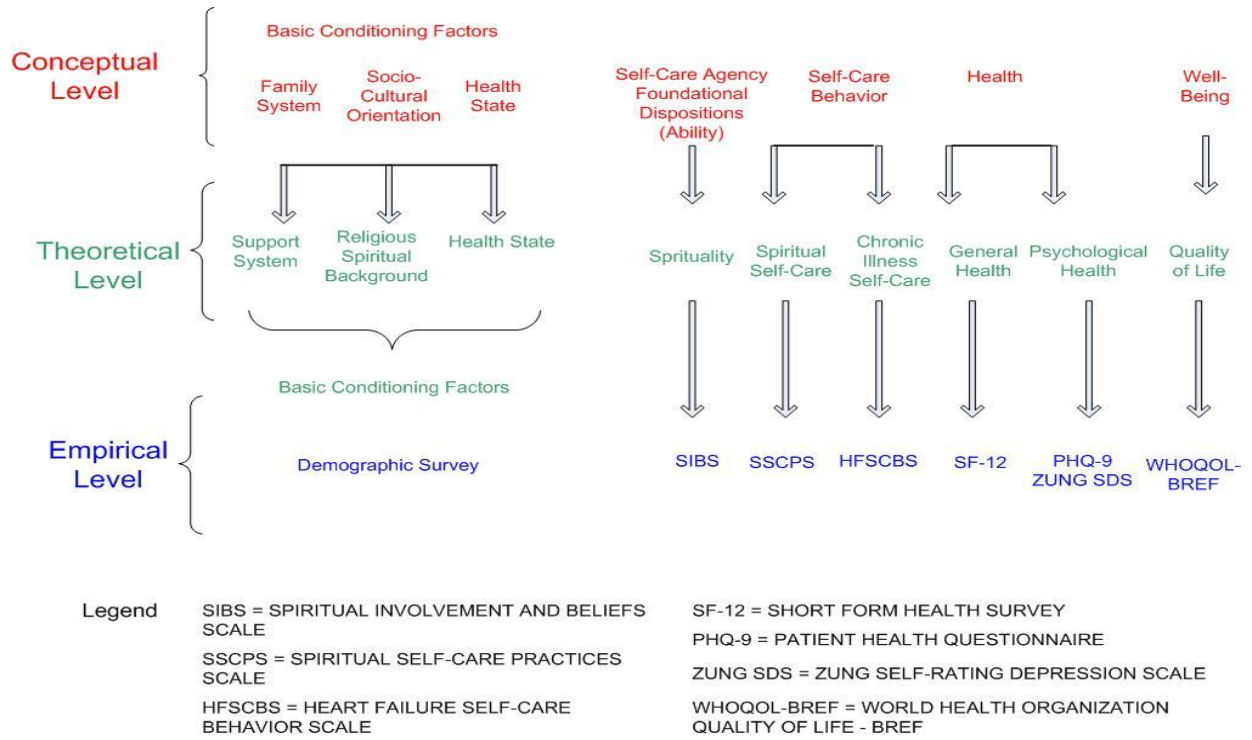 Conceptual
Level
Basic Conditioning Factors
Family
System
Socio-
Cultural
Orientation
Health
State
Self-Care Agency
Foundational
Dispositions
(Ability)
Self-Care
Behavior
Health
Well-
Being
Theoretical
Level
Support
System
Religious
Spiritual
Background
Health State
Sprituality
Spiritual
Self-Care
Chronic
Illness
Self-Care
General
Health
Psychological
Health
Quality
of Life
Basic Conditioning Factors
Empirical
Level
Demographic Survey
SIBS
SSCPS
HFSCBS
SF-12
PHQ-9
ZUNG SDS
WHOQOL-
BREF
Legend
SIBS = SPIRITUAL INVOLVEMENT AND BELIEFS
SCALE
SSCPS = SPIRITUAL SELF-CARE PRACTICES
SCALE
HFSCBS = HEART FAILURE SELF-CARE
BEHAVIOR SCALE
SF-12 = SHORT FORM HEALTH SURVEY
PHQ-9 = PATIENT HEALTH QUESTIONNAIRE
ZUNG SDS = ZUNG SELF-RATING DEPRESSION SCALE
WHOQOL-BREF = WORLD HEALTH ORGANIZATION
QUALITY OF LIFE - BREF